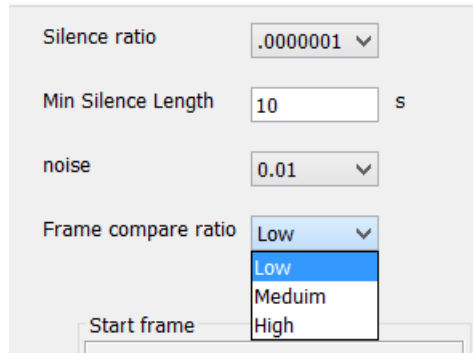 Silence ratio .0000001
Min Silence Length 10 s
noise 0.01
Frame compare ratio Low
Low
Meduim
High
Start frame